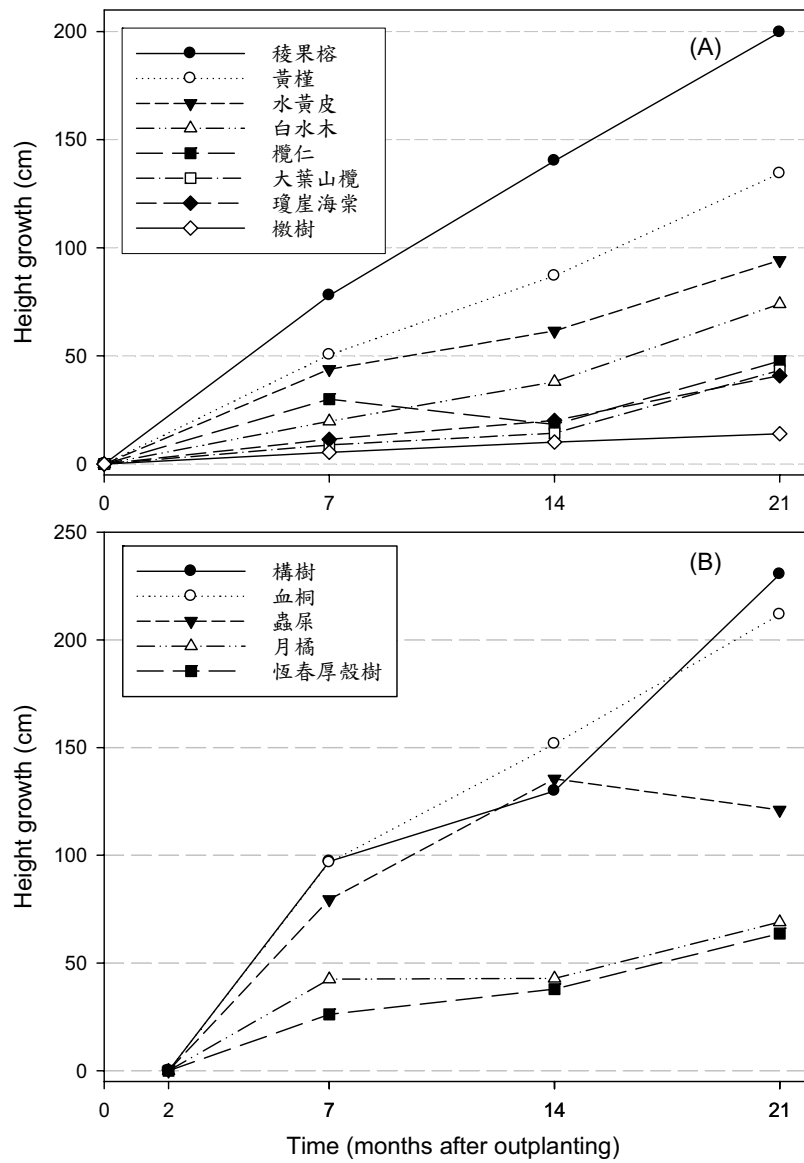 (A)
稜果榕
黃槿
水黃皮
白水木
欖仁
大葉山欖
瓊崖海棠
檄樹
Height growth (cm)
200
150
100
50
0
0
7
14
21
(B)
構樹
血桐
蟲屎
月橘
恆春厚殼樹
Height growth (cm)
250
200
150
100
50
0
0
2
7
14
21
Time (months after outplanting)